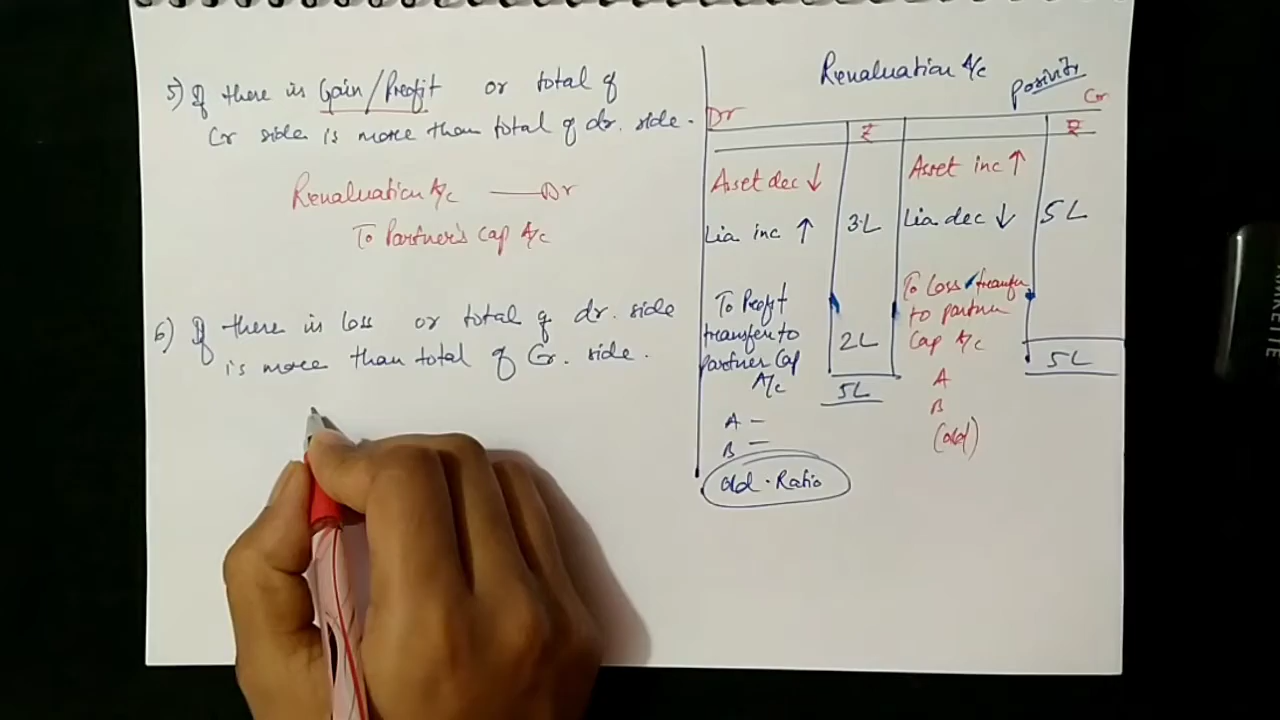 5) If there is Gain/Profit or total of
Cr side is more than total of dr. side.
Revaluation A/c — Dr
To Partner's Cap A/c
6) If there is loss or total of dr. side
is more than total of Cr. side.
Revaluation A/c
Positivity
Dr
Cr
₹
₹
Asset dec ↓
Asset inc ↑
Lia inc ↑
3L
Lia dec ↓
5L
To Profit
transfer to
partner Cap
A/c
2L
5L
A —
B —
Old. Ratio
To Loss transfer
to partner
Cap A/c
5L
A
B
(old)